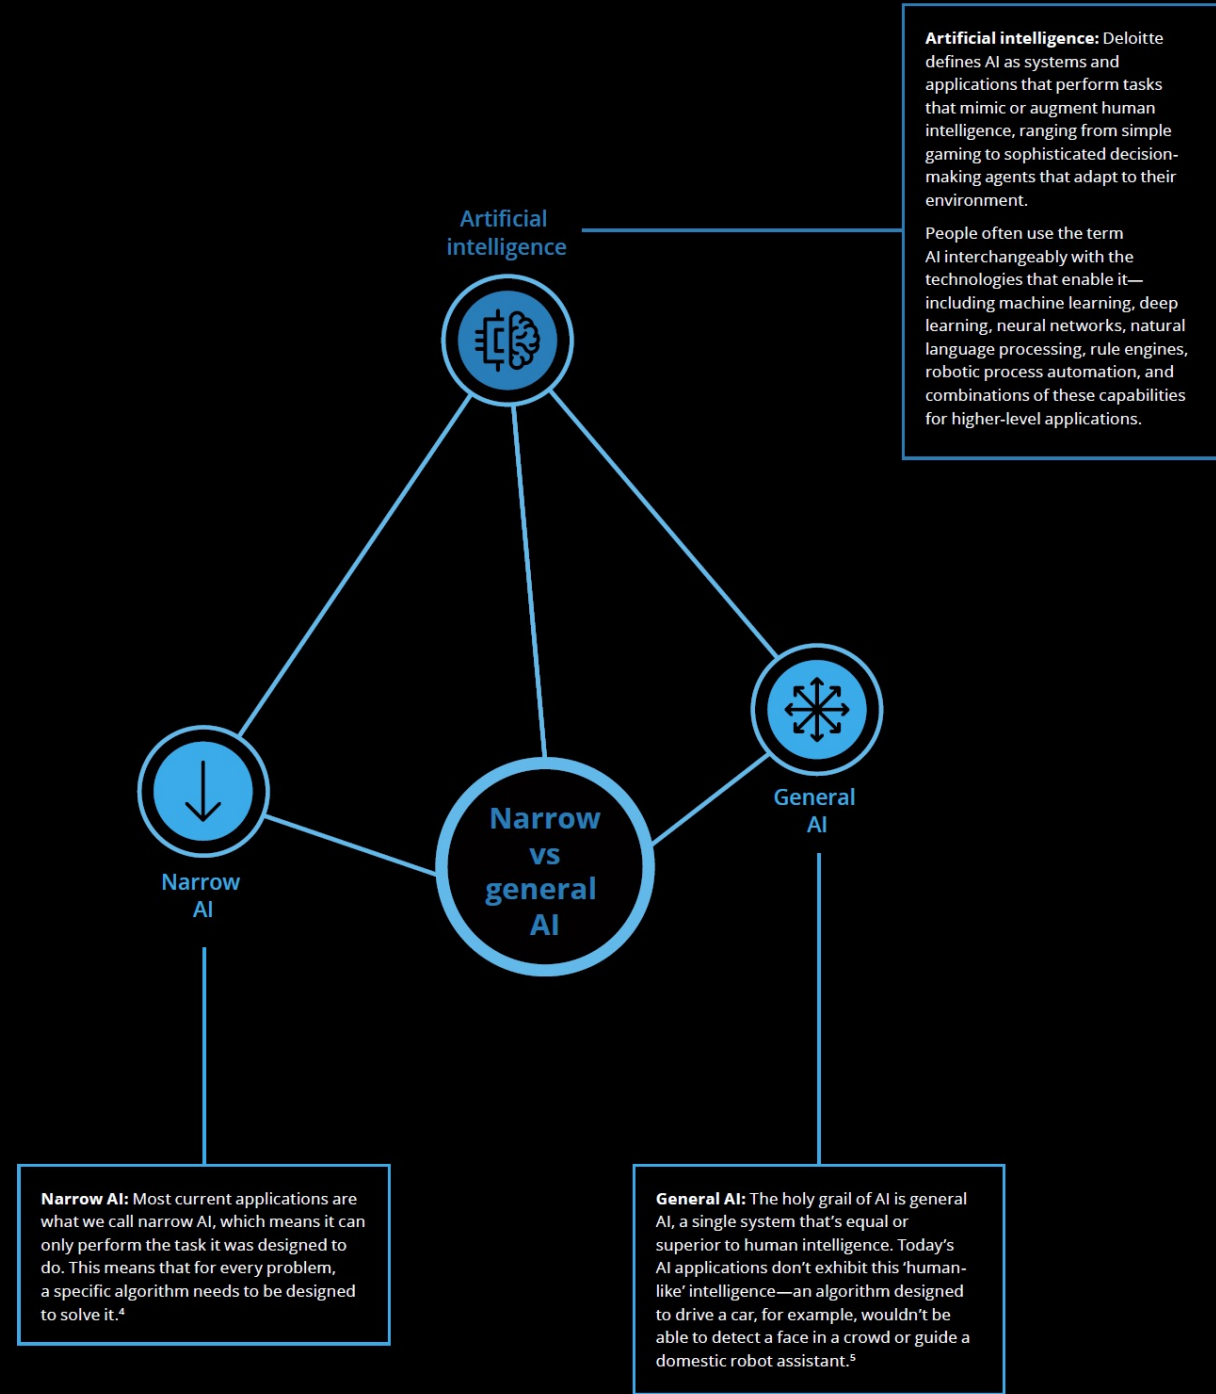 Artificial intelligence: Deloitte
defines AI as systems and
applications that perform tasks
that mimic or augment human
intelligence, ranging from simple
gaming to sophisticated decision-
making agents that adapt to their
environment.
People often use the term
AI interchangeably with the
technologies that enable it—
including machine learning, deep
learning, neural networks, natural
language processing, rule engines,
robotic process automation, and
combinations of these capabilities
for higher-level applications.
Artificial
intelligence
General
AI
Narrow
vs
general
AI
Narrow
AI
Narrow AI: Most current applications are
what we call narrow AI, which means it can
only perform the task it was designed to
do. This means that for every problem,
a specific algorithm needs to be designed
to solve it.⁴
General AI: The holy grail of AI is general
AI, a single system that’s equal or
superior to human intelligence. Today’s
AI applications don’t exhibit this ‘human-
like’ intelligence—an algorithm designed
to drive a car, for example, wouldn’t be
able to detect a face in a crowd or guide a
domestic robot assistant.⁵